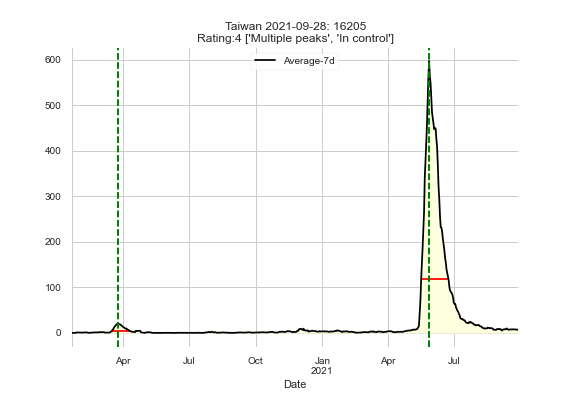 Taiwan 2021-09-28: 16205
Rating:4 ['Multiple peaks', 'In control']
Average-7d
600
500
400
300
200
100
0
Apr
Jul
Oct
Jan
2021
Apr
Jul
Date